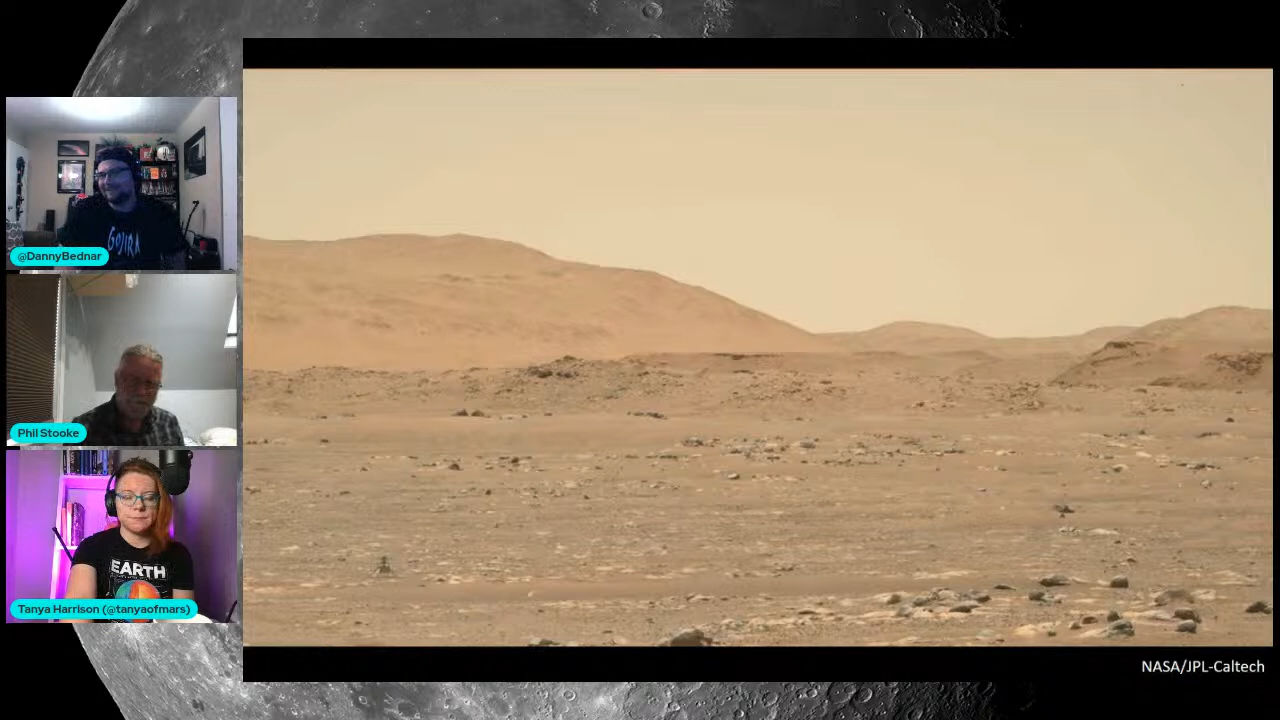 GOJIRA
@DannyBednar
Phil Stooke
EARTH
Tanya Harrison (@tanyaofmars)
NASA/JPL-Caltech